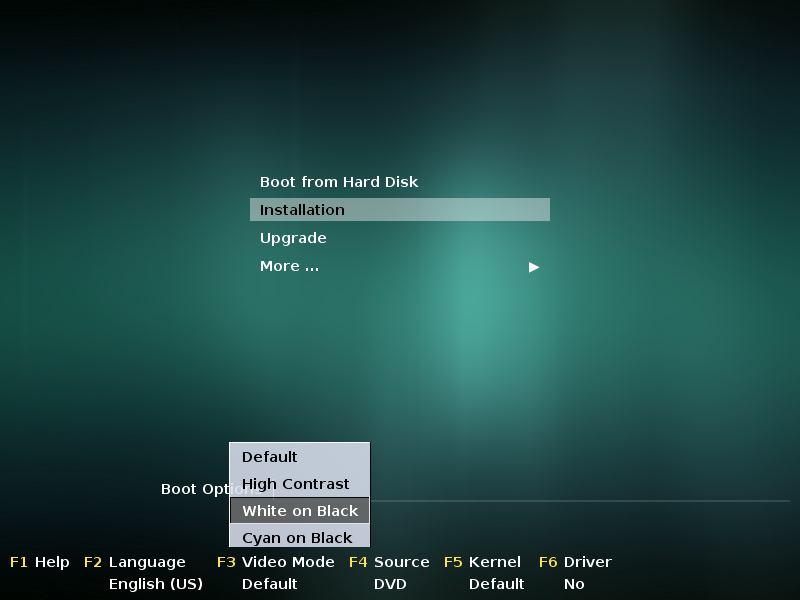 Boot from Hard Disk
Installation
Upgrade
More ...
Default
High Contrast
Boot Options
White on Black
Cyan on Black
F1 Help F2 Language F3 Video Mode F4 Source F5 Kernel F6 Driver
English (US) Default DVD Default No